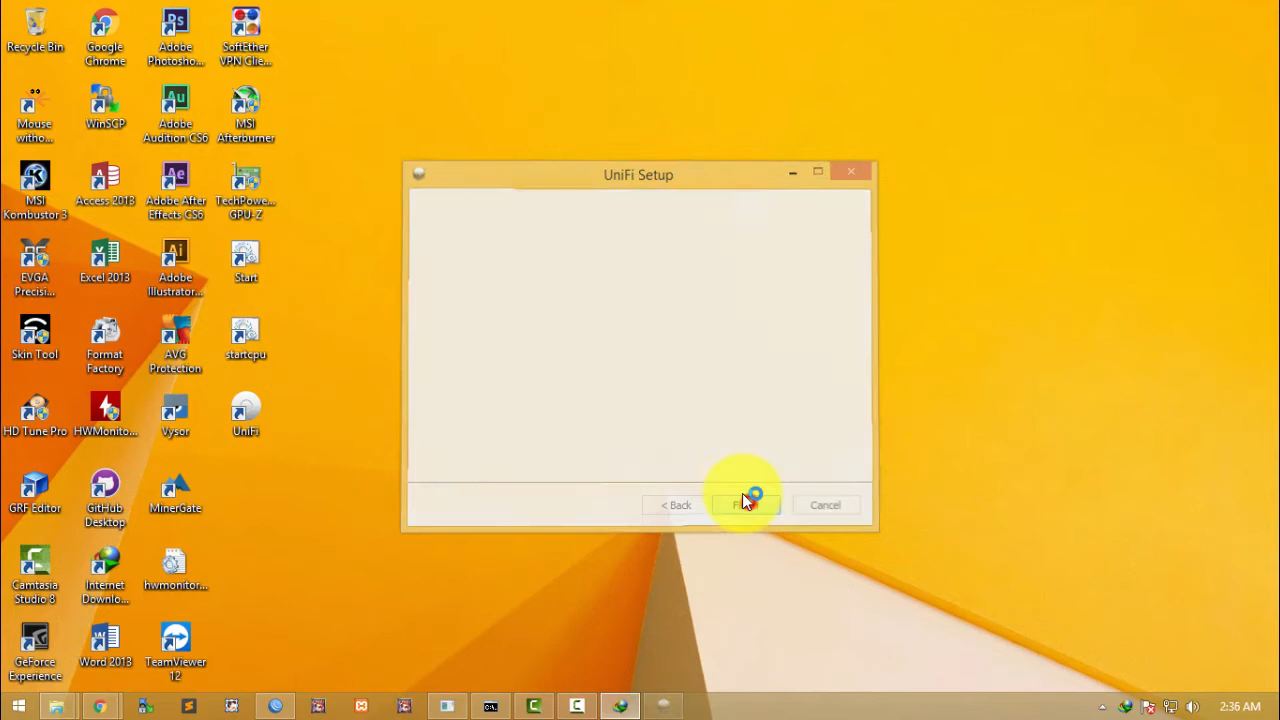 Recycle Bin
Google
Chrome
Adobe
Photosho...
SoftEther
VPN Clie...
Mouse
witho...
WinSCP
Adobe
Audition CS6
MSI
Afterburner
MSI
Kombustor 3
Access 2013
Adobe After
Effects CS6
TechPowe...
GPU-Z
EVGA
Precisi...
Excel 2013
Adobe
Illustrator...
Start
Skin Tool
Format
Factory
AVG
Protection
startcpu
HD Tune Pro
HWMonito...
Vysor
UniFi
GRF Editor
GitHub
Desktop
MinerGate
Camtasia
Studio 8
Internet
Downlo...
hwmonitor...
GeForce
Experience
Word 2013
TeamViewer
12
UniFi Setup
< Back
Cancel
2:36 AM